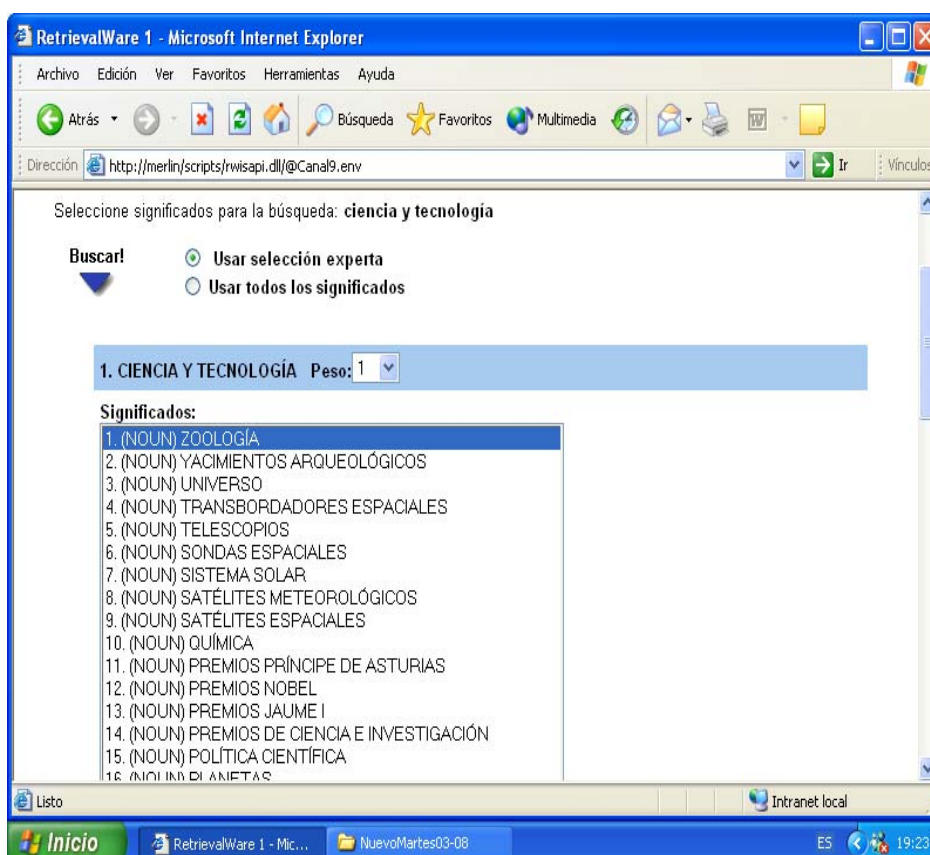 RetrievalWare 1 - Microsoft Internet Explorer
Archivo Edición Ver Favoritos Herramientas Ayuda
Atrás Búsqueda Favoritos Multimedia
Dirección http://merlin/scripts/rwisapi.dll/@Canal9.env Ir Vínculos
Seleccione significados para la búsqueda: ciencia y tecnología
Buscar! Usar selección experta
Usar todos los significados
1. CIENCIA Y TECNOLOGÍA Peso: 1
Significados:
1. (NOUN) ZOOLOGÍA
2. (NOUN) YACIMIENTOS ARQUEOLÓGICOS
3. (NOUN) UNIVERSO
4. (NOUN) TRANSBORDADORES ESPACIALES
5. (NOUN) TELESCOPIOS
6. (NOUN) SONDAS ESPACIALES
7. (NOUN) SISTEMA SOLAR
8. (NOUN) SATÉLITES METEOROLÓGICOS
9. (NOUN) SATÉLITES ESPACIALES
10. (NOUN) QUÍMICA
11. (NOUN) PREMIOS PRÍNCIPE DE ASTURIAS
12. (NOUN) PREMIOS NOBEL
13. (NOUN) PREMIOS JAUME I
14. (NOUN) PREMIOS DE CIENCIA E INVESTIGACIÓN
15. (NOUN) POLÍTICA CIENTÍFICA
16. (NOUN) PLANETAS
Listo Intranet local
Inicio RetrievalWare 1 - Mic... NuevoMartes03-08 ES 19:23